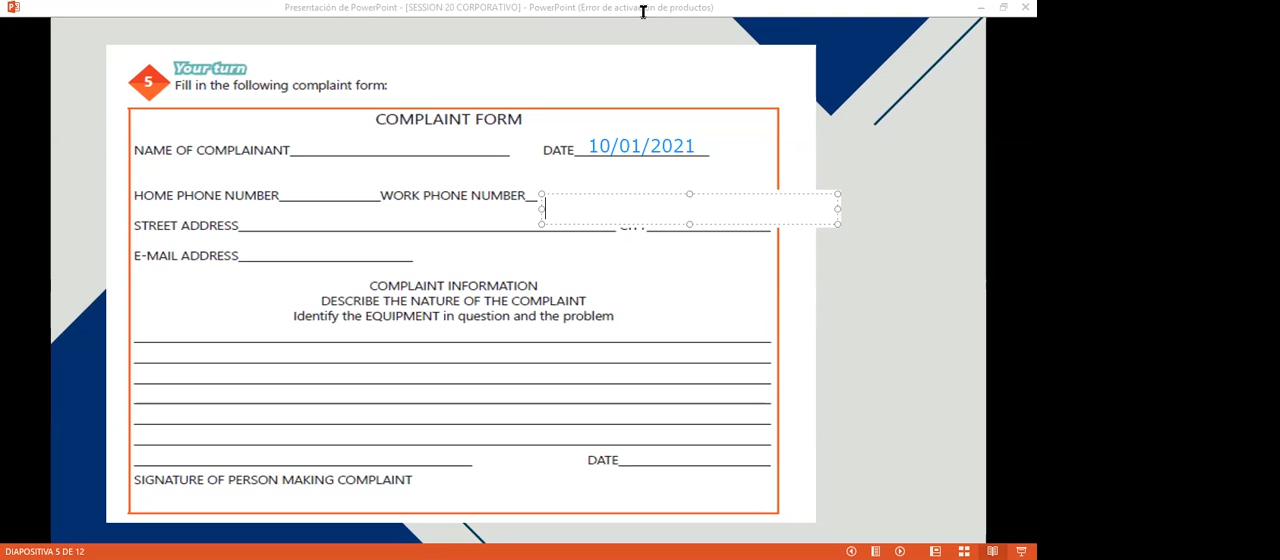 Presentación de PowerPoint - [SESSION 20 CORPORATIVO] - PowerPoint (Error de activación de productos)
Your turn
5
Fill in the following complaint form:
COMPLAINT FORM
NAME OF COMPLAINANT DATE 10/01/2021
HOME PHONE NUMBER WORK PHONE NUMBER
STREET ADDRESS
E-MAIL ADDRESS
COMPLAINT INFORMATION
DESCRIBE THE NATURE OF THE COMPLAINT
Identify the EQUIPMENT in question and the problem
DATE
SIGNATURE OF PERSON MAKING COMPLAINT
DIAPOSITIVA 5 DE 12